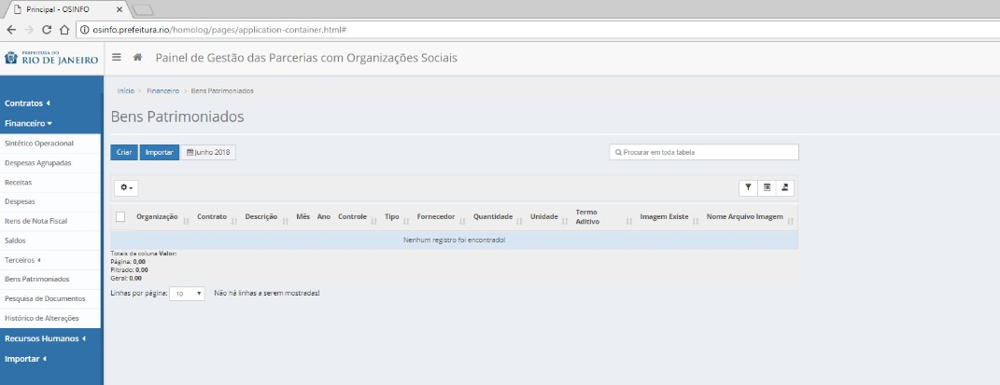 Principal - OSINFO
osinfo.prefeitura.rio/homolog/pages/application-container.html#
PREFEITURA DO
RIO DE JANEIRO
Painel de Gestão das Parcerias com Organizações Sociais
Contratos
Financeiro
Sintético Operacional
Despesas Agrupadas
Receitas
Despesas
Itens de Nota Fiscal
Saldos
Terceiros
Bens Patrimoniados
Pesquisa de Documentos
Histórico de Alterações
Recursos Humanos
Importar
Início > Financeiro > Bens Patrimoniados
Bens Patrimoniados
Criar Importar Junho 2018 Procurar em toda tabela
Organização Contrato Descrição Mês Ano Controle Tipo Fornecedor Quantidade Unidade Termo Aditivo Imagem Existe Nome Arquivo Imagem
Nenhum registro foi encontrado!
Totais da coluna Valor:
Página: 0,00
Filtrado: 0,00
Geral: 0,00
Linhas por página: 10 Não há linhas a serem mostradas!